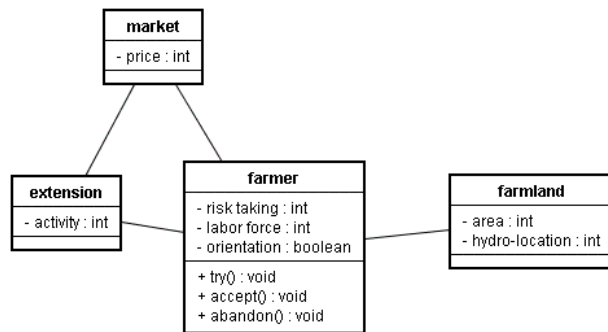 market
- price : int
extension
- activity : int
farmer
- risk taking : int
- labor force : int
- orientation : boolean
+ try() : void
+ accept() : void
+ abandon() : void
farmland
- area : int
- hydro-location : int